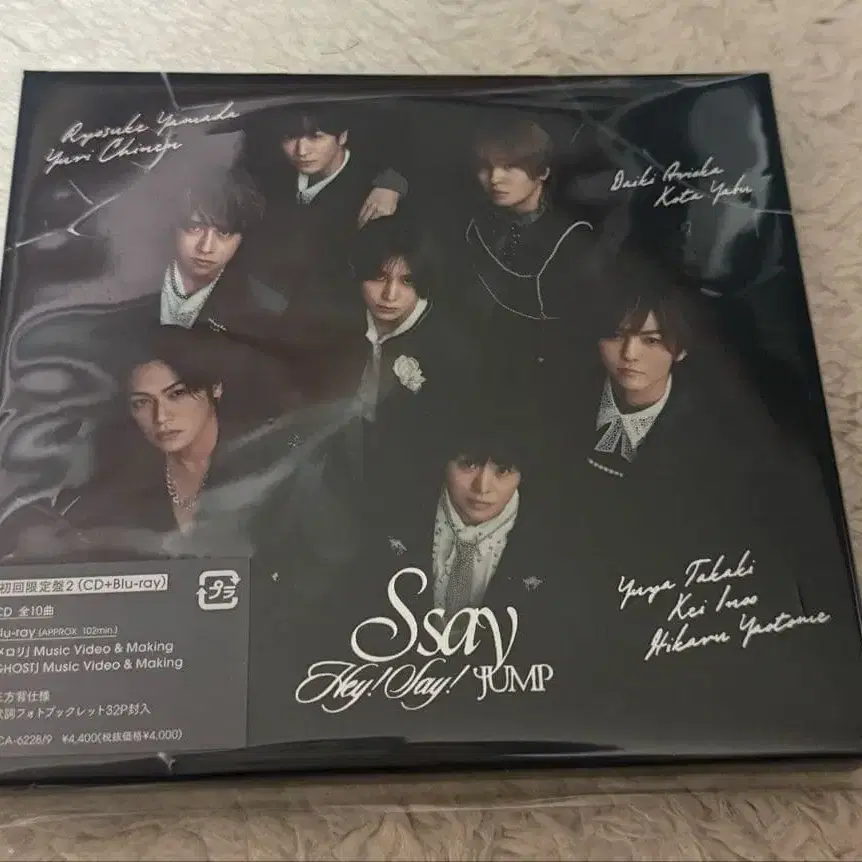 Ryosuke Yamada
Yuri Chinen
Daiki Arioka
Kota Yabu
Yuya Takaki
Kei Inoo
Hikaru Yaotome
Ssay
Hey! Say! JUMP
初回限定盤2 (CD+Blu-ray)
CD 全10曲
Blu-ray (APPROX. 102min.)
メロリ」Music Video & Making
GHOST」Music Video & Making
三方背仕様
歌詞フォトブックレット32P封入
CA-6228/9 ¥4,400(税抜価格¥4,000)
プラ